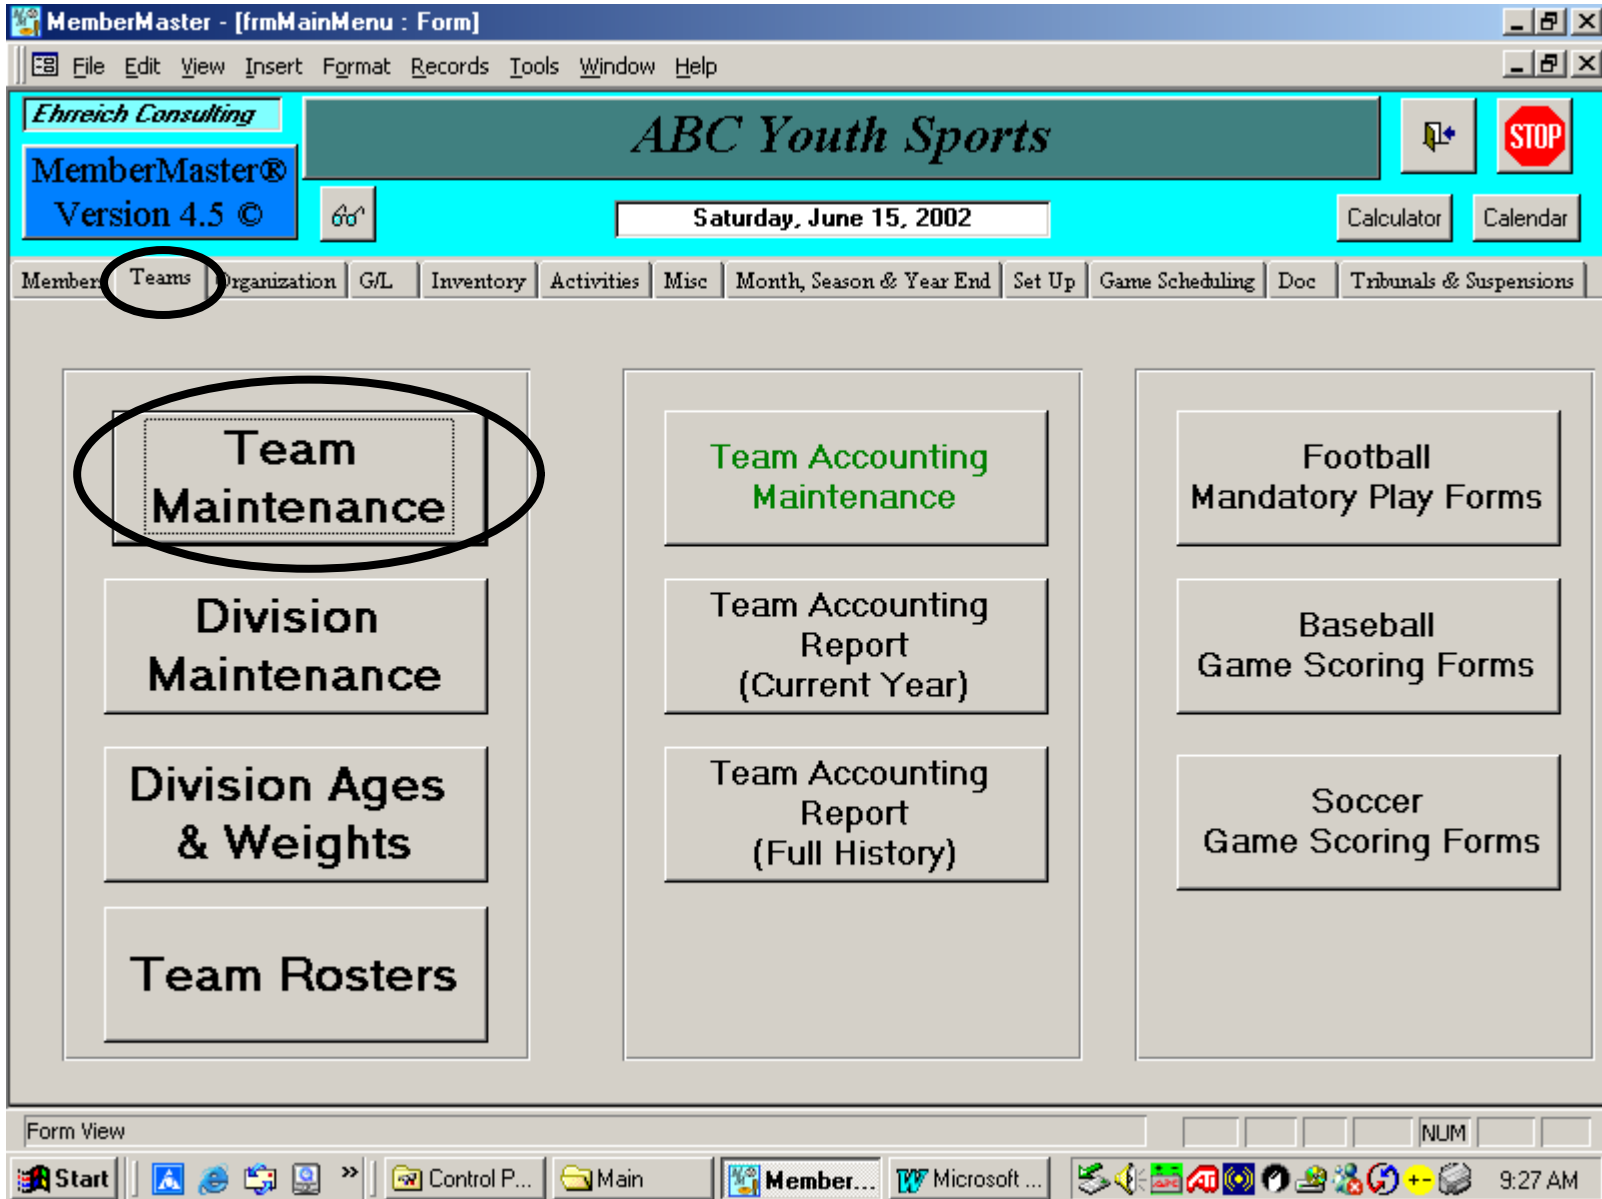 MemberMaster - [frmMainMenu : Form]
File Edit View Insert Format Records Tools Window Help
Ehrreich Consulting
ABC Youth Sports
STOP
MemberMaster®
Version 4.5 ©
Saturday, June 15, 2002
Calculator
Calendar
Members Teams Organization G/L Inventory Activities Misc Month, Season & Year End Set Up Game Scheduling Doc Tribunals & Suspensions
Team
Maintenance
Division
Maintenance
Division Ages
& Weights
Team Rosters
Team Accounting
Maintenance
Team Accounting
Report
(Current Year)
Team Accounting
Report
(Full History)
Football
Mandatory Play Forms
Baseball
Game Scoring Forms
Soccer
Game Scoring Forms
Form View
NUM
Start
»
Control P...
Main
Member...
Microsoft ...
9:27 AM